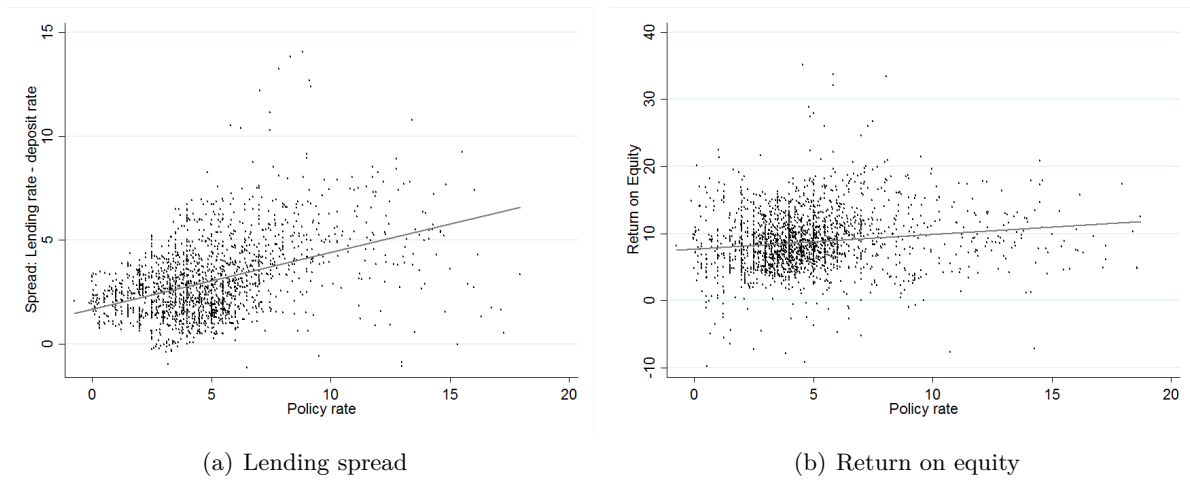 15
10
5
0
Spread: Lending rate - deposit rate
0 5 10 15 20
Policy rate
(a) Lending spread
40
30
20
10
0
-10
Return on Equity
0 5 10 15 20
Policy rate
(b) Return on equity